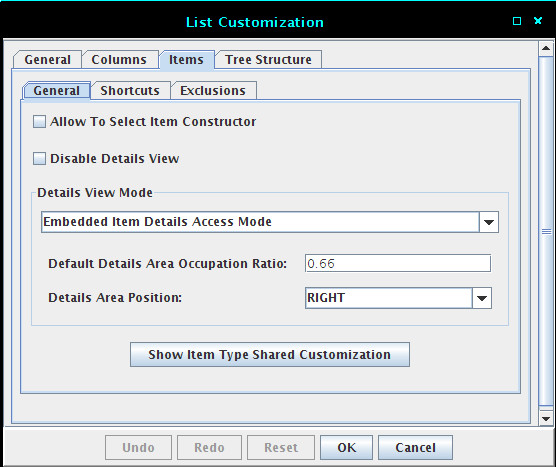 List Customization
General Columns Items Tree Structure
General Shortcuts Exclusions
Allow To Select Item Constructor
Disable Details View
Details View Mode
Embedded Item Details Access Mode
Default Details Area Occupation Ratio: 0.66
Details Area Position: RIGHT
Show Item Type Shared Customization
Undo Redo Reset OK Cancel